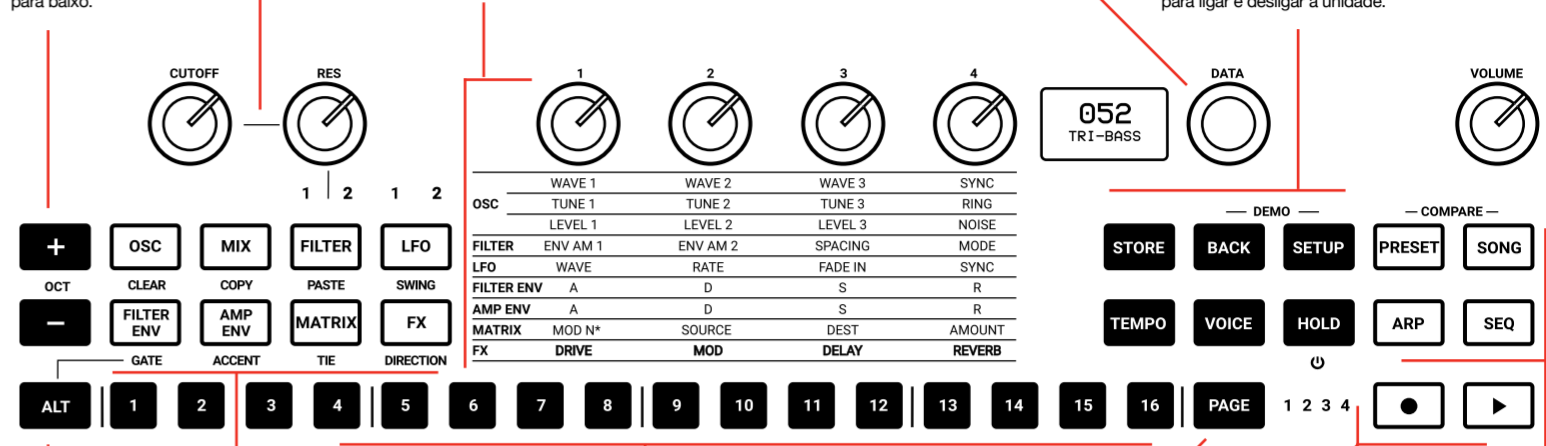 para baixo.
para ligar e desligar a unidade.
CUTOFF RES 1 2 3 4 DATA VOLUME
052
TRI-BASS
1 2 1 2
WAVE 1 WAVE 2 WAVE 3 SYNC
OSC TUNE 1 TUNE 2 TUNE 3 RING
LEVEL 1 LEVEL 2 LEVEL 3 NOISE
FILTER ENV AM 1 ENV AM 2 SPACING MODE
LFO WAVE RATE FADE IN SYNC
FILTER ENV A D S R
AMP ENV A D S R
MATRIX MOD N* SOURCE DEST AMOUNT
FX DRIVE MOD DELAY REVERB
— DEMO — — COMPARE —
+ OSC MIX FILTER LFO
STORE BACK SETUP PRESET SONG
OCT CLEAR COPY PASTE SWING
− FILTER ENV AMP ENV MATRIX FX
TEMPO VOICE HOLD ARP SEQ
GATE ACCENT TIE DIRECTION
ALT 1 2 3 4 5 6 7 8 9 10 11 12 13 14 15 16 PAGE 1 2 3 4